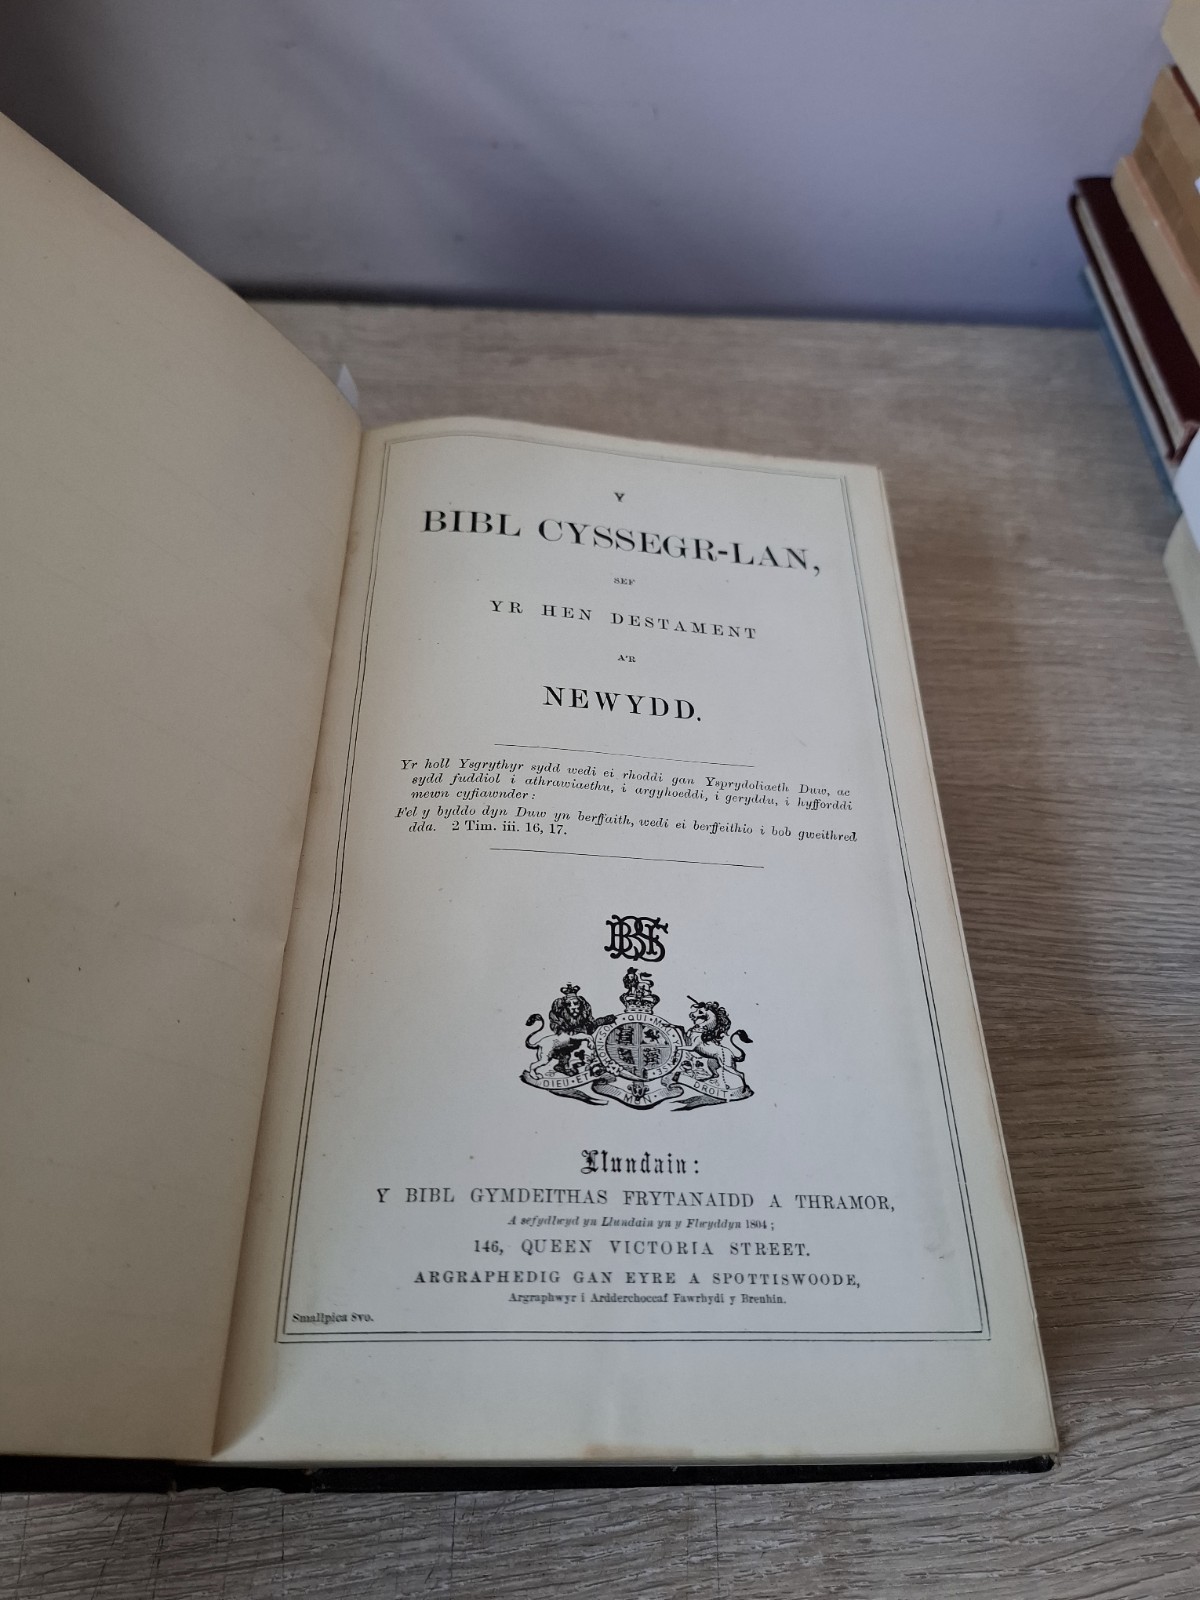 Y
BIBL CYSSEGR-LAN,
SEF
YR HEN DESTAMENT
A'R
NEWYDD.
Yr holl Ysgrythyr sydd wedi ei rhoddi gan Ysprydoliaeth Duw, ac
sydd fuddiol i athrawiaethu, i argyhoeddi, i geryddu, i hyfforddi
mewn cyfiawnder:
Fel y byddo dyn Duw yn berffaith, wedi ei berffeithio i bob gweithred
dda. 2 Tim. iii. 16, 17.
QUI MAL
DIEU ET MON DROIT
Llundain:
Y BIBL GYMDEITHAS FRYTANAIDD A THRAMOR,
A sefydlwyd yn Llundain yn y Flwyddyn 1804;
146, QUEEN VICTORIA STREET.
ARGRAPHEDIG GAN EYRE A SPOTTISWOODE,
Argraphwyr i Ardderchoccaf Fawrhydi y Brenhin.
Smallpica 8vo.